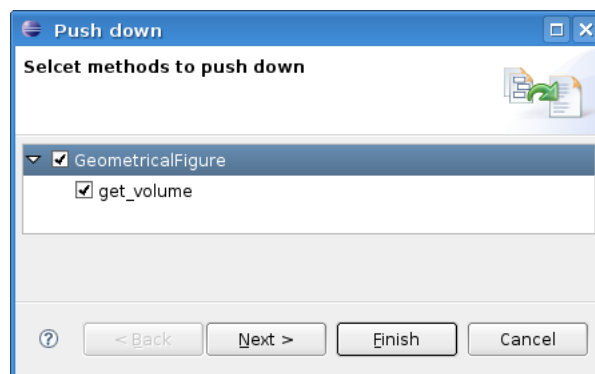 Push down
Selcet methods to push down
GeometricalFigure
get_volume
? < Back Next > Finish Cancel